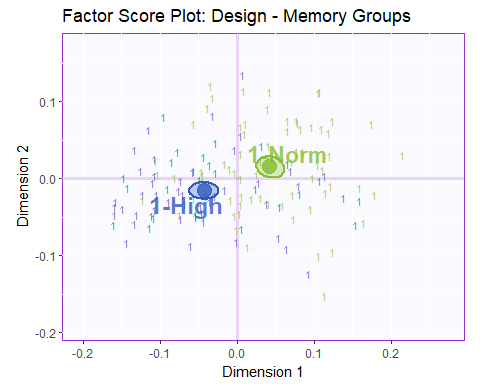 Factor Score Plot: Design - Memory Groups
Dimension 2
0.1
0.0
-0.1
-0.2
1-Norm
1-High
-0.2
-0.1
0.0
0.1
0.2
Dimension 1